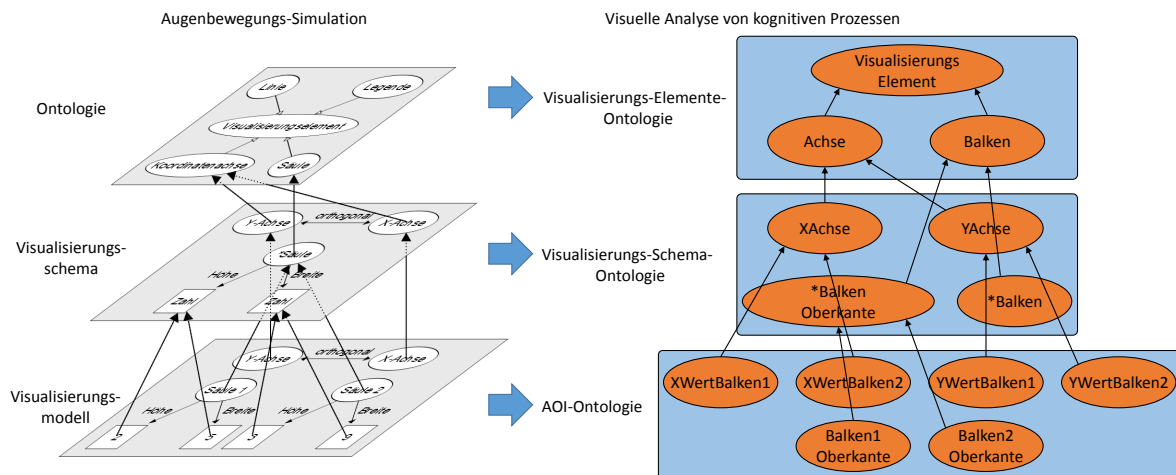 Augenbewegungs-Simulation
Visuelle Analyse von kognitiven Prozessen
Ontologie
Linie
Legende
Visualisierungselement
Koordinatenachse
Säule
Visualisierungs-Elemente-
Ontologie
Visualisierungs
Element
Achse
Balken
Visualisierungs-
schema
Y-Achse
orthogonal
X-Achse
*Säule
Höhe
Breite
Zahl
Zahl
Visualisierungs-Schema-
Ontologie
XAchse
YAchse
*Balken
Oberkante
*Balken
Visualisierungs-
modell
Y-Achse
orthogonal
X-Achse
Säule 1
Säule 2
Höhe
Breite
Höhe
Breite
AOI-Ontologie
XWertBalken1
XWertBalken2
YWertBalken1
YWertBalken2
Balken1
Oberkante
Balken2
Oberkante